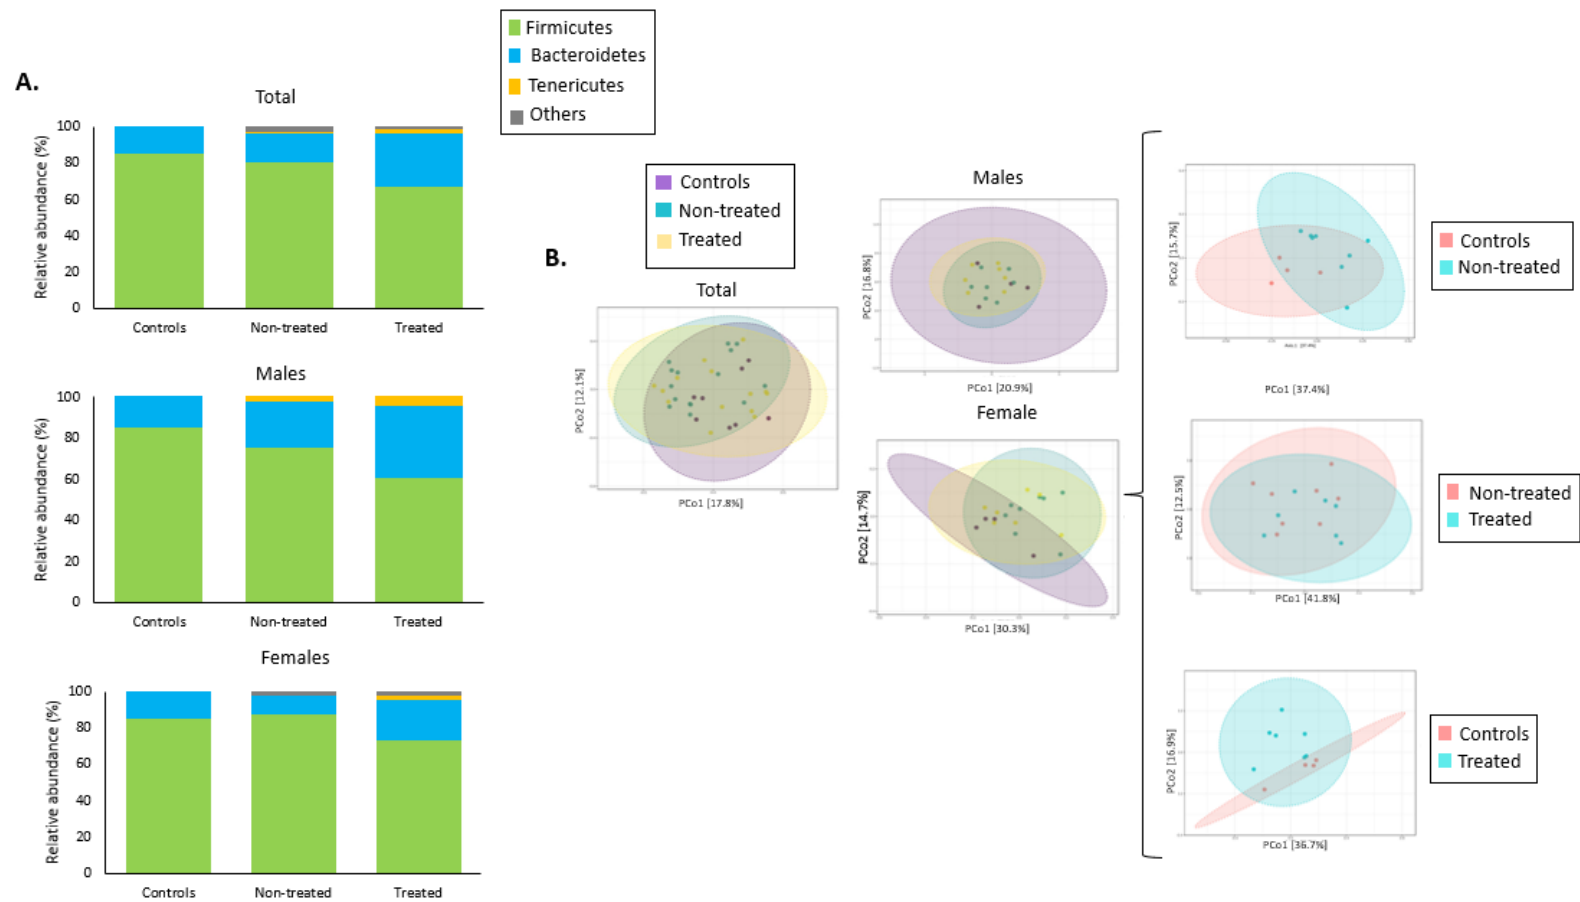 Firmicutes
Bacteroidetes
Tenericutes
Others
A.
Total
Relative abundance (%)
100
80
60
40
20
0
Controls
Non-treated
Treated
Males
Relative abundance (%)
100
80
60
40
20
0
Controls
Non-treated
Treated
Females
Relative abundance (%)
100
80
60
40
20
0
Controls
Non-treated
Treated
Controls
Non-treated
Treated
B.
Total
PCo2 [12.1%]
PCo1 [17.8%]
Males
PCo2 [16.8%]
PCo1 [20.9%]
Female
PCo2 [14.7%]
PCo1 [30.3%]
PCo2 [15.7%]
PCo1 [37.4%]
Controls
Non-treated
PCo2 [12.5%]
PCo1 [41.8%]
Non-treated
Treated
PCo2 [16.9%]
PCo1 [36.7%]
Controls
Treated